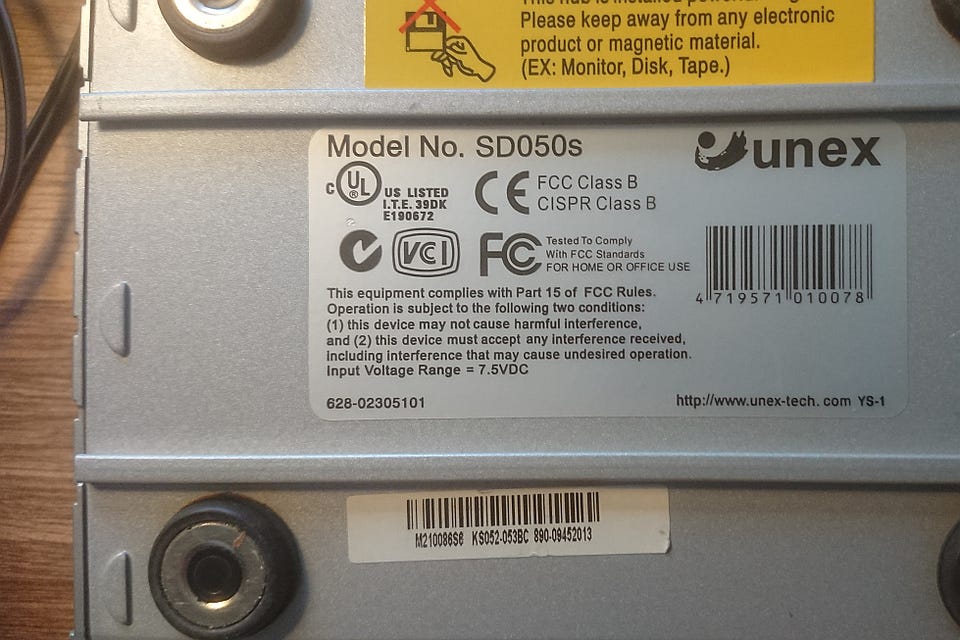 Please keep away from any electronic
product or magnetic material.
(EX: Monitor, Disk, Tape.)
Model No. SD050s
unex
C UL ® US LISTED
I.T.E. 39DK
E190672
CE FCC Class B
CISPR Class B
VCI
FC Tested To Comply
With FCC Standards
FOR HOME OR OFFICE USE
4 719571 010078
This equipment complies with Part 15 of FCC Rules.
Operation is subject to the following two conditions:
(1) this device may not cause harmful interference,
and (2) this device must accept any interference received,
including interference that may cause undesired operation.
Input Voltage Range = 7.5VDC
628-02305101
http://www.unex-tech. com YS-1
M210086S6 KS052-053BC 890-09452013